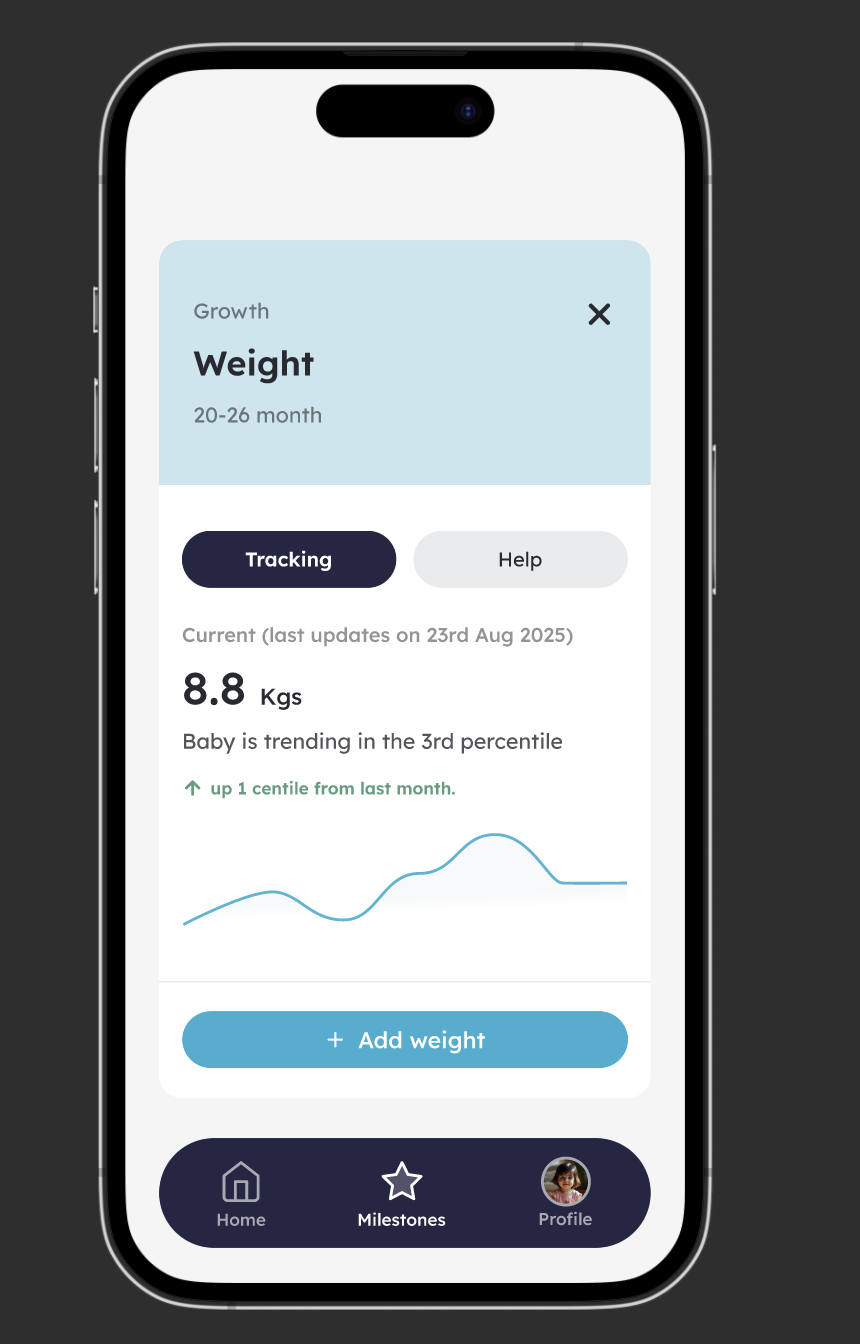 Growth
Weight
20-26 month
Tracking
Help
Current (last updates on 23rd Aug 2025)
8.8 Kgs
Baby is trending in the 3rd percentile
up 1 centile from last month.
+ Add weight
Home
Milestones
Profile